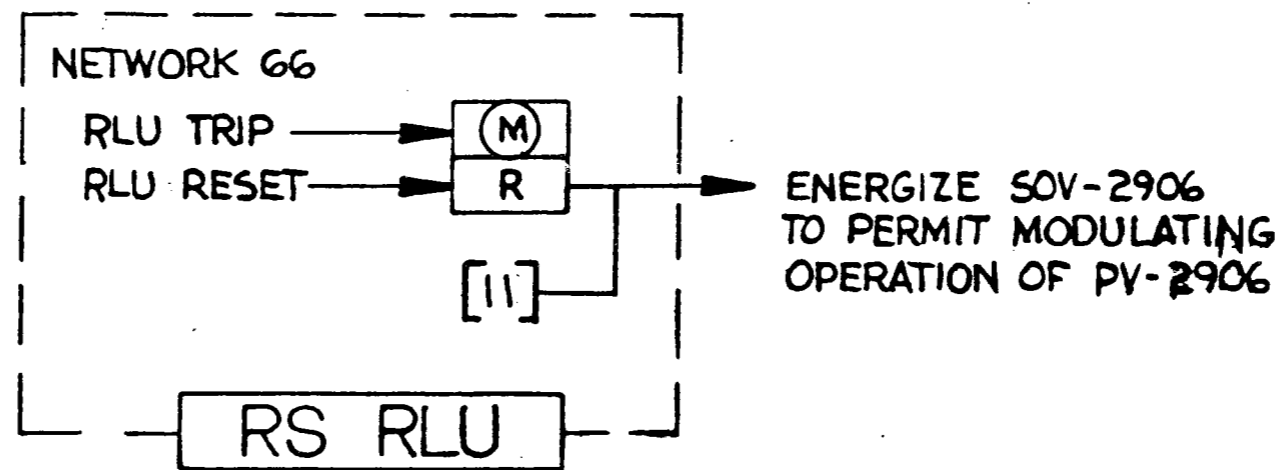 NETWORK 66
RLU TRIP
M
RLU RESET
R
ENERGIZE SOV-2906
TO PERMIT MODULATING
OPERATION OF PV-2906
[11]
RS RLU